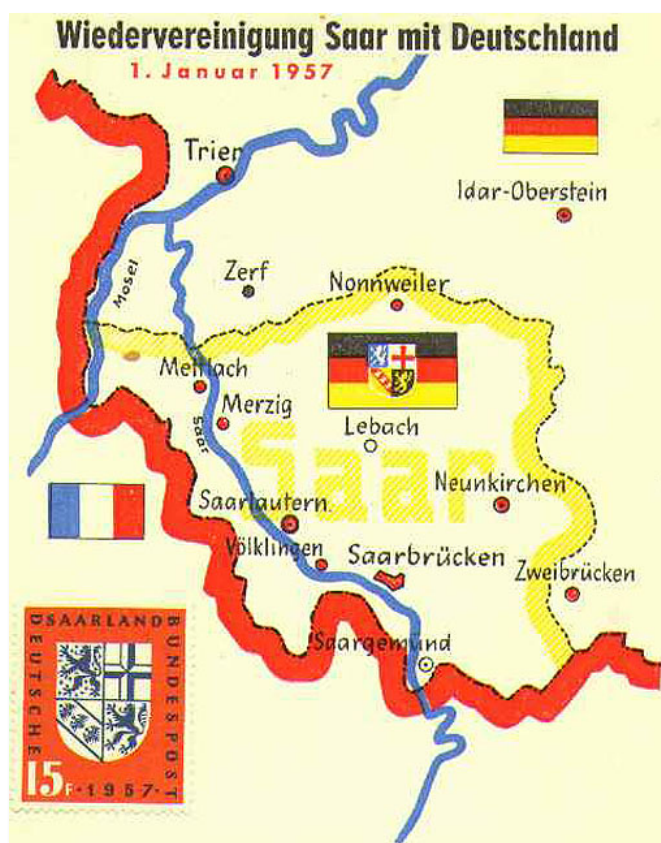 Wiedervereinigung Saar mit Deutschland
1. Januar 1957
Trier
Idar-Oberstein
Mosel
Zerf
Nonnweiler
Mettlach
Merzig
Saar
Lebach
Saar
Neunkirchen
Saarlautern.
Völklingen
Saarbrücken
Zweibrücken
Saargemünd
SAARLAND
DEUTSCHE
BUNDESPOST
15F
·1957·